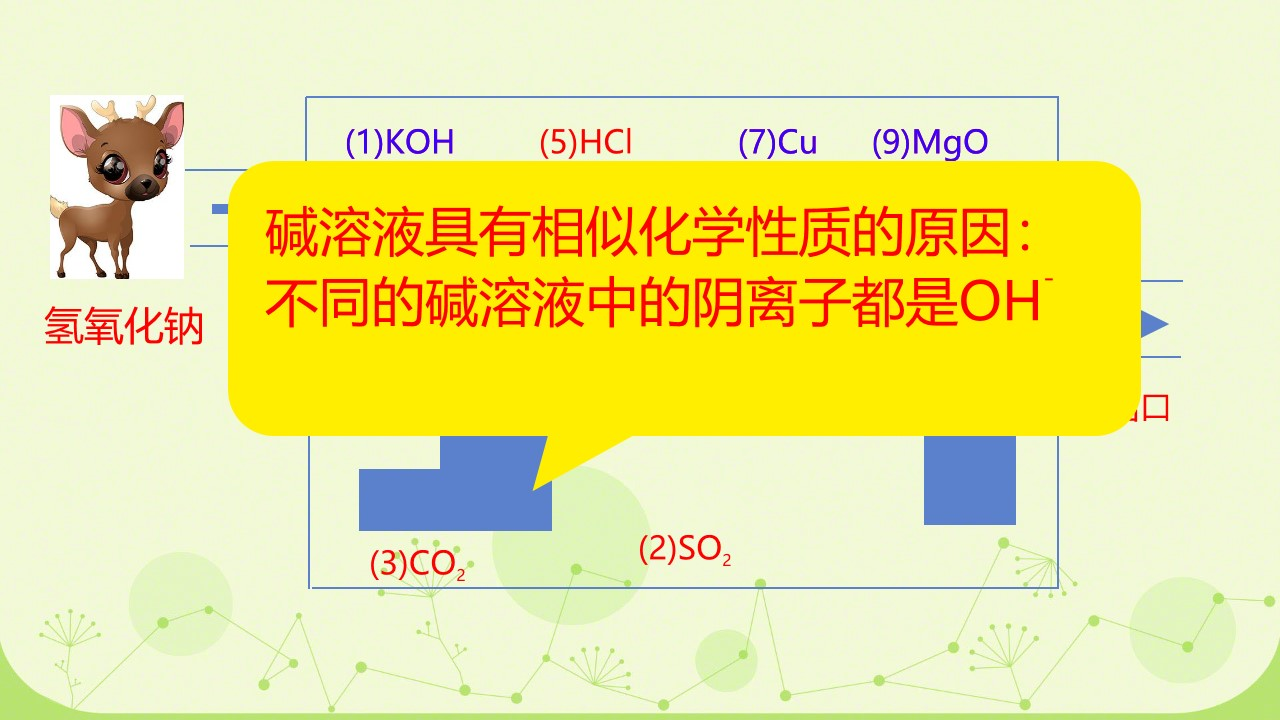 (1)KOH (5)HCl (7)Cu (9)MgO
碱溶液具有相似化学性质的原因：
不同的碱溶液中的阴离子都是OH⁻
氢氧化钠
口
(3)CO₂
(2)SO₂